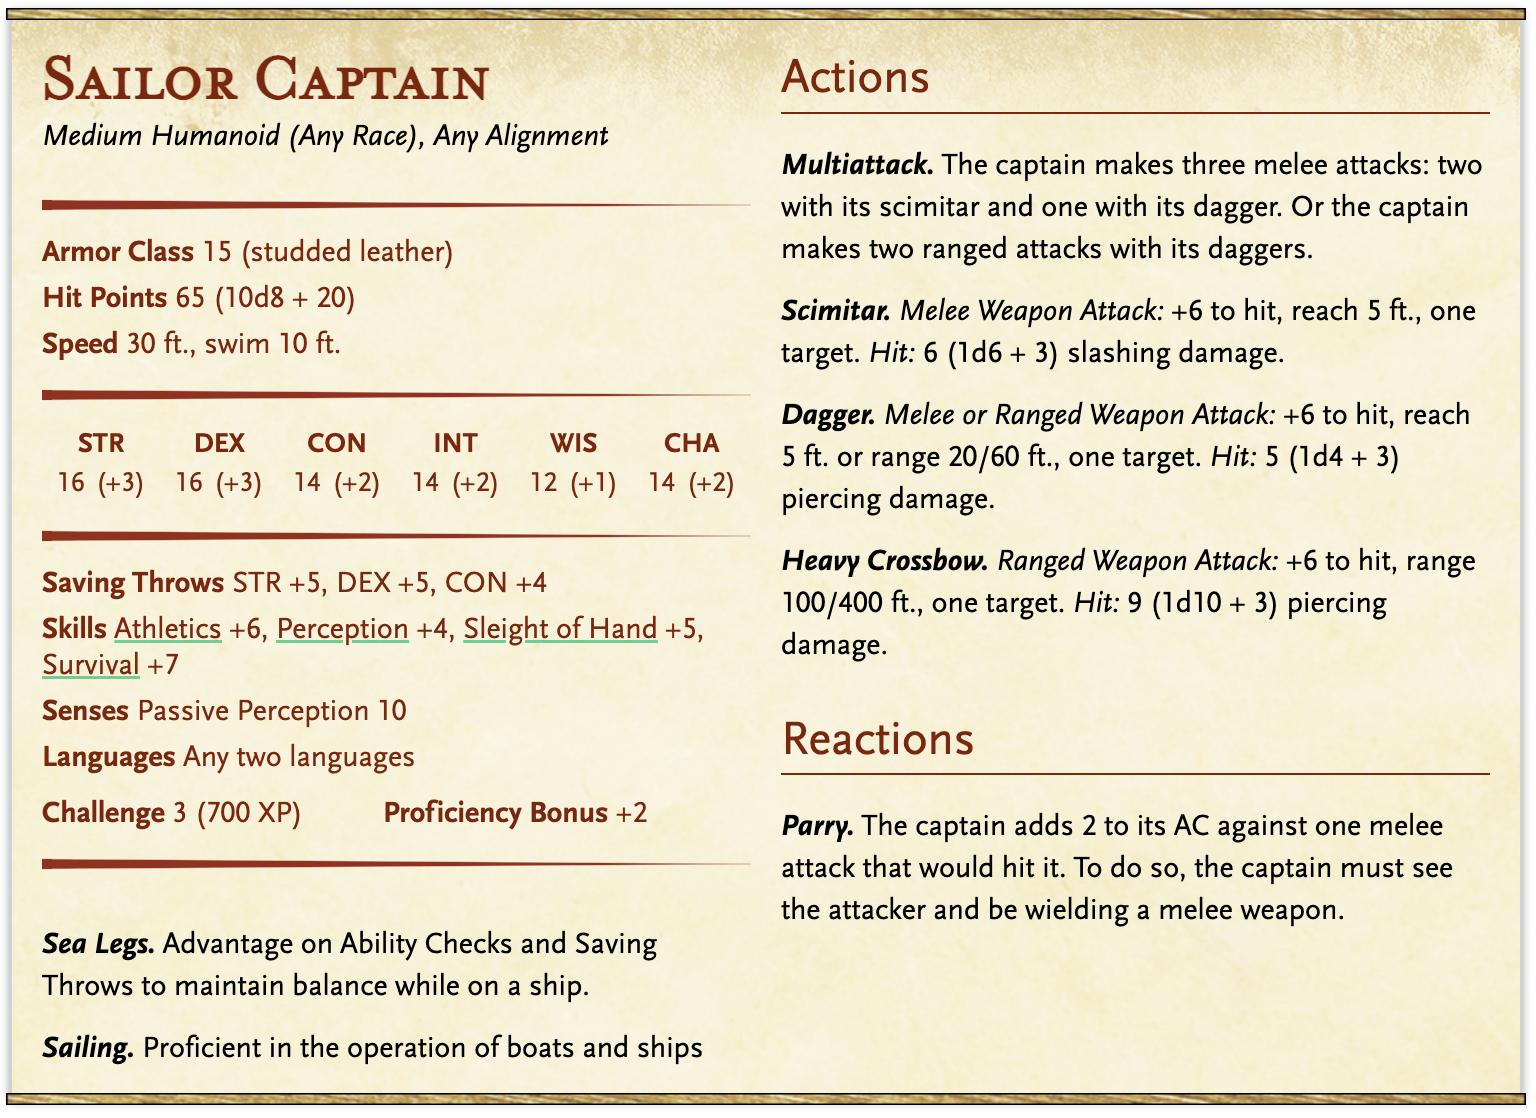 Sailor Captain
Medium Humanoid (Any Race), Any Alignment
Armor Class 15 (studded leather)
Hit Points 65 (10d8 + 20)
Speed 30 ft., swim 10 ft.
STR DEX CON INT WIS CHA
16 (+3) 16 (+3) 14 (+2) 14 (+2) 12 (+1) 14 (+2)
Saving Throws STR +5, DEX +5, CON +4
Skills Athletics +6, Perception +4, Sleight of Hand +5,
Survival +7
Senses Passive Perception 10
Languages Any two languages
Challenge 3 (700 XP) Proficiency Bonus +2
Sea Legs. Advantage on Ability Checks and Saving
Throws to maintain balance while on a ship.
Sailing. Proficient in the operation of boats and ships
Actions
Multiattack. The captain makes three melee attacks: two
with its scimitar and one with its dagger. Or the captain
makes two ranged attacks with its daggers.
Scimitar. Melee Weapon Attack: +6 to hit, reach 5 ft., one
target. Hit: 6 (1d6 + 3) slashing damage.
Dagger. Melee or Ranged Weapon Attack: +6 to hit, reach
5 ft. or range 20/60 ft., one target. Hit: 5 (1d4 + 3)
piercing damage.
Heavy Crossbow. Ranged Weapon Attack: +6 to hit, range
100/400 ft., one target. Hit: 9 (1d10 + 3) piercing
damage.
Reactions
Parry. The captain adds 2 to its AC against one melee
attack that would hit it. To do so, the captain must see
the attacker and be wielding a melee weapon.